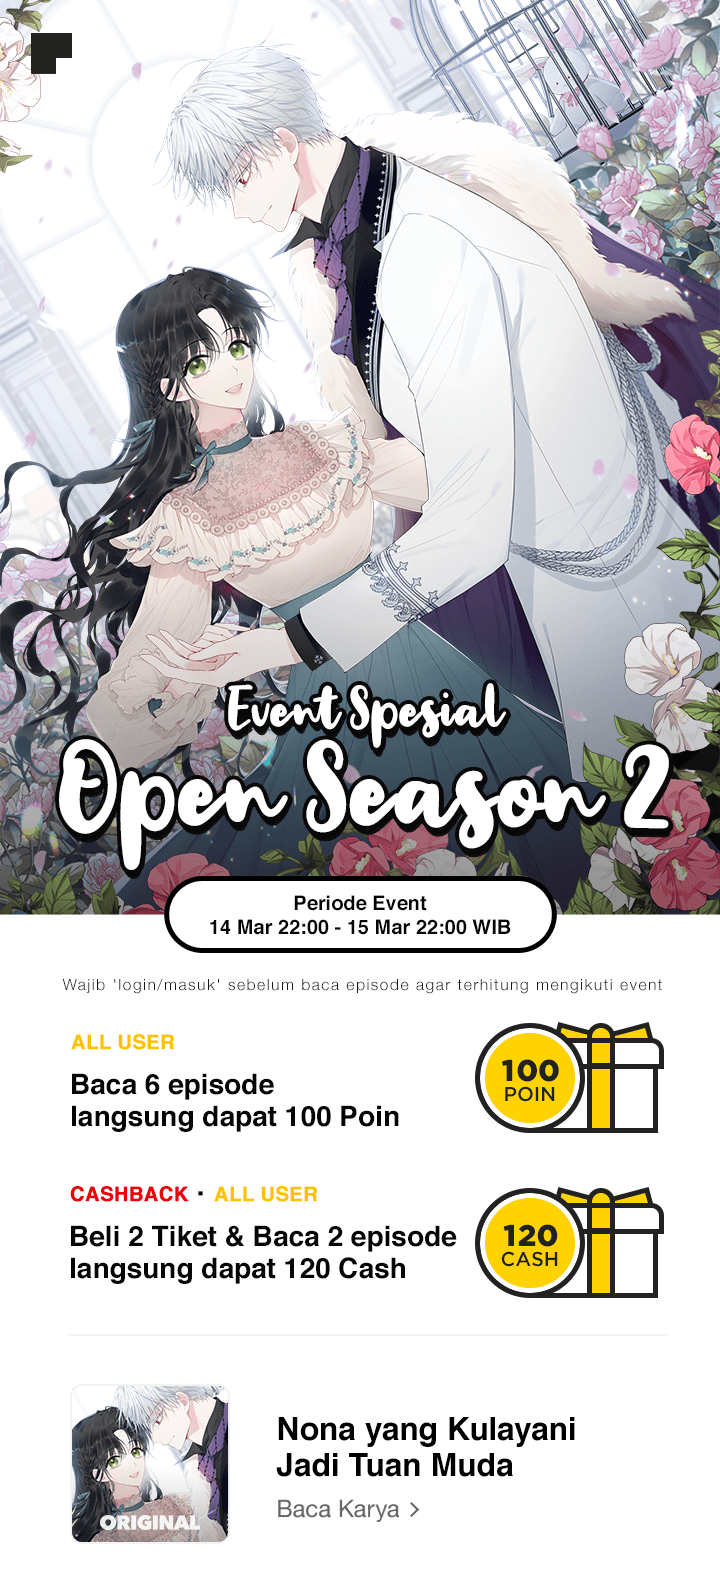 Event Spesial
Open Season 2
Periode Event
14 Mar 22:00 - 15 Mar 22:00 WIB
Wajib 'login/masuk' sebelum baca episode agar terhitung mengikuti event
ALL USER
Baca 6 episode
langsung dapat 100 Poin
100
POIN
CASHBACK · ALL USER
Beli 2 Tiket & Baca 2 episode
langsung dapat 120 Cash
120
CASH
ORIGINAL
Nona yang Kulayani
Jadi Tuan Muda
Baca Karya >